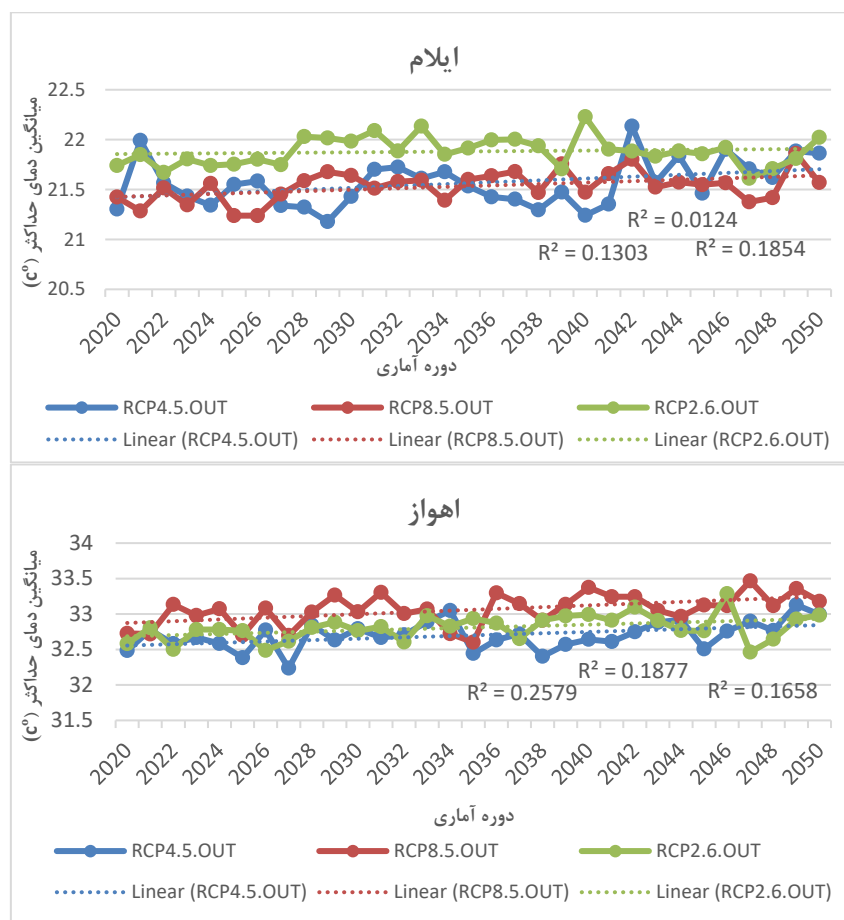 ایلام
میانگین دمای حداکثر (c°)
22.5
22
21.5
21
20.5
R² = 0.0124
R² = 0.1303
R² = 0.1854
2020 2022 2024 2026 2028 2030 2032 2034 2036 2038 2040 2042 2044 2046 2048 2050
دوره آماری
RCP4.5.OUT RCP8.5.OUT RCP2.6.OUT
Linear (RCP4.5.OUT) Linear (RCP8.5.OUT) Linear (RCP2.6.OUT)
اهواز
میانگین دمای حداکثر (c°)
34
33.5
33
32.5
32
31.5
R² = 0.1877
R² = 0.2579
R² = 0.1658
2020 2022 2024 2026 2028 2030 2032 2034 2036 2038 2040 2042 2044 2046 2048 2050
دوره آماری
RCP4.5.OUT RCP8.5.OUT RCP2.6.OUT
Linear (RCP4.5.OUT) Linear (RCP8.5.OUT) Linear (RCP2.6.OUT)